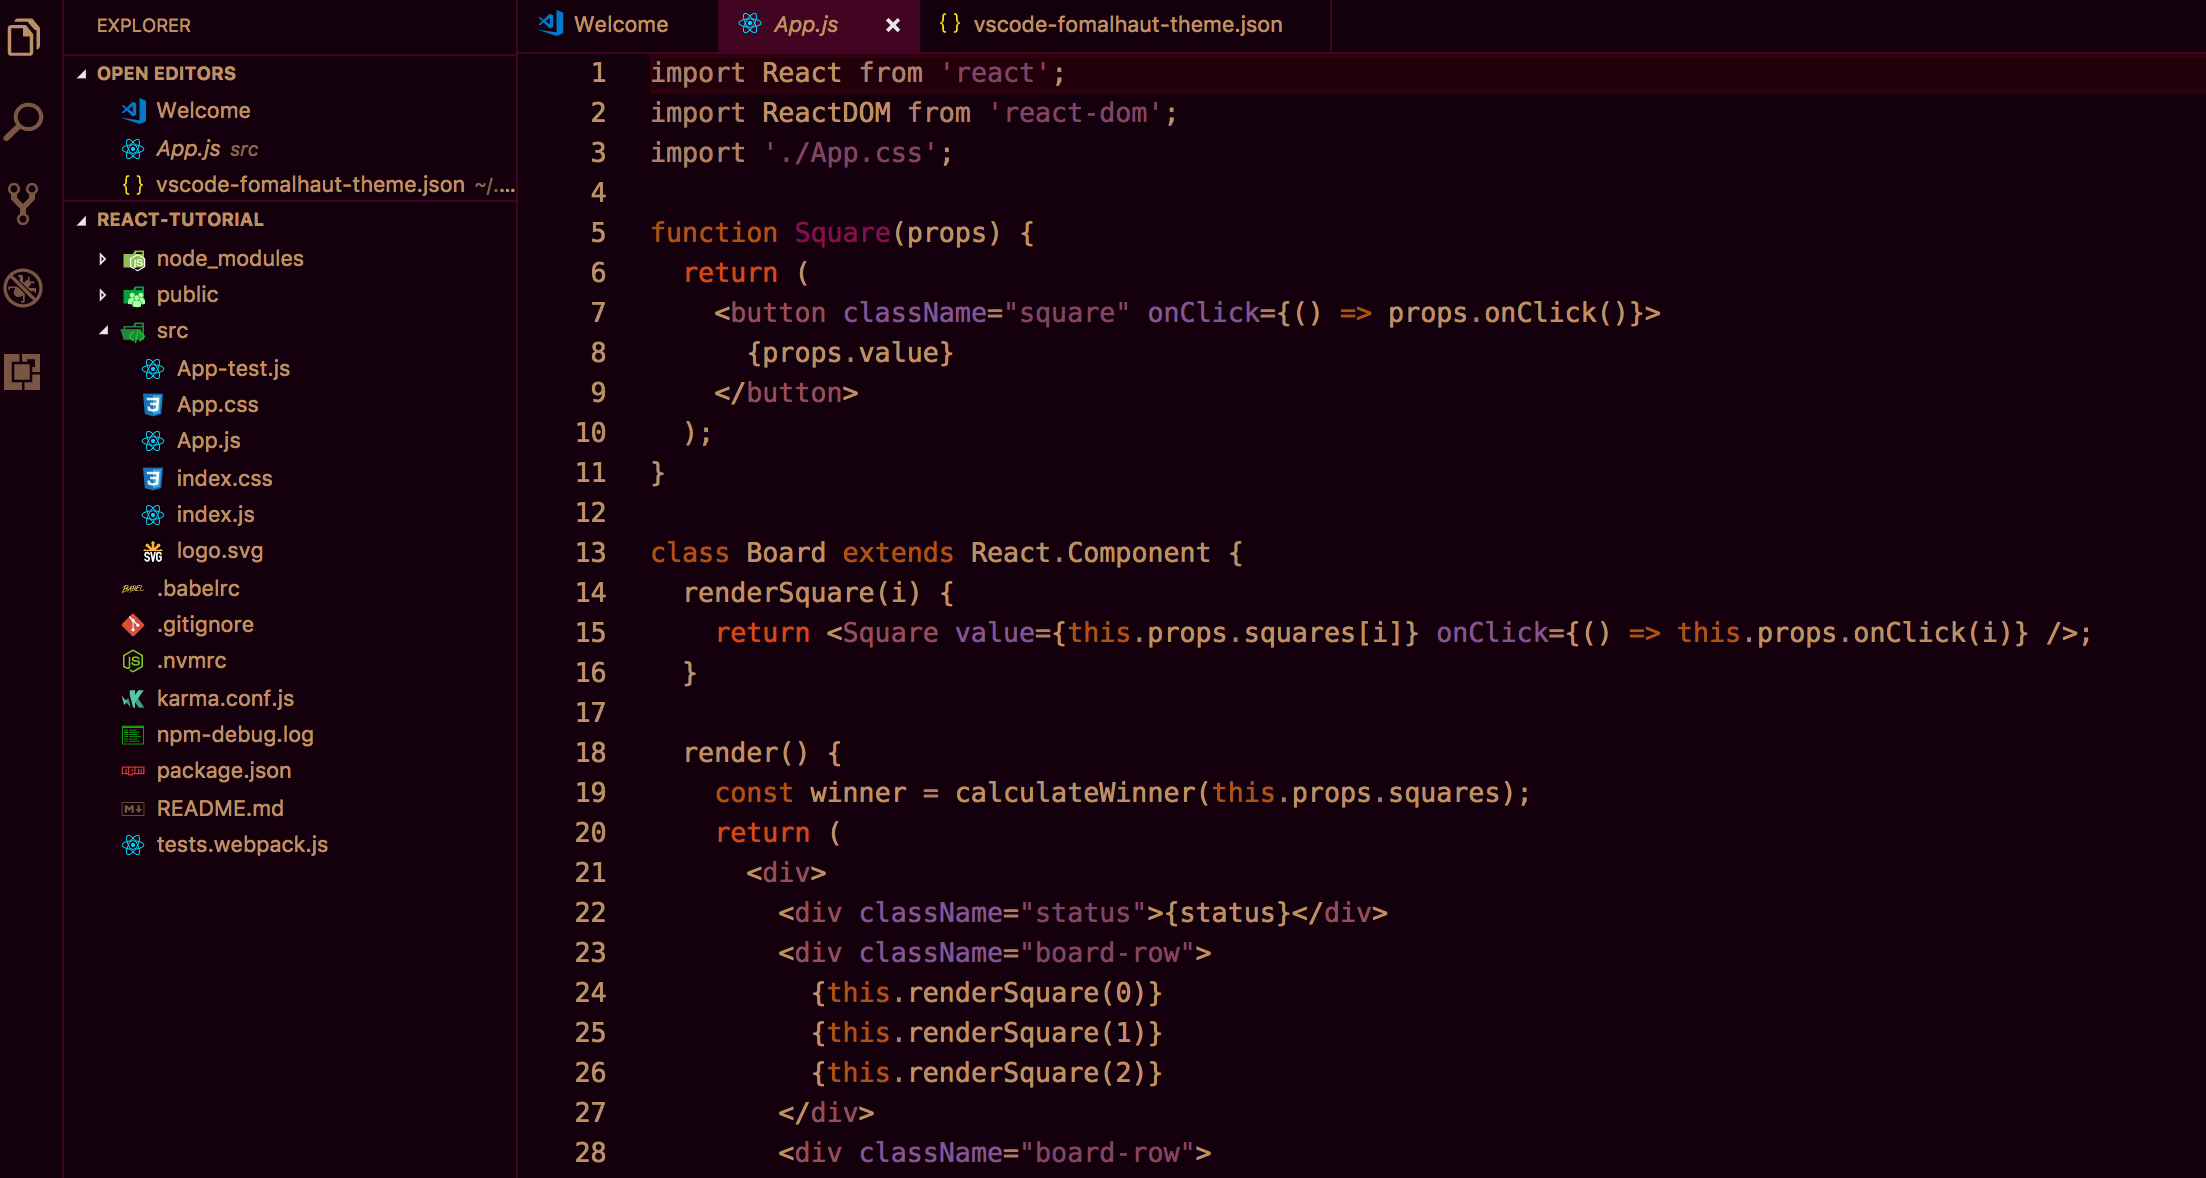 EXPLORER
OPEN EDITORS
Welcome
App.js src
{} vscode-fomalhaut-theme.json ~/....
REACT-TUTORIAL
node_modules
public
src
App-test.js
App.css
App.js
index.css
index.js
SVG logo.svg
BABEL .babelrc
.gitignore
JS .nvmrc
karma.conf.js
npm-debug.log
npm package.json
M↓ README.md
tests.webpack.js
Welcome App.js × {} vscode-fomalhaut-theme.json
1 import React from 'react';
2 import ReactDOM from 'react-dom';
3 import './App.css';
4
5 function Square(props) {
6   return (
7     <button className="square" onClick={() => props.onClick()}>
8       {props.value}
9     </button>
10   );
11 }
12
13 class Board extends React.Component {
14   renderSquare(i) {
15     return <Square value={this.props.squares[i]} onClick={() => this.props.onClick(i)} />;
16   }
17
18   render() {
19     const winner = calculateWinner(this.props.squares);
20     return (
21       <div>
22         <div className="status">{status}</div>
23         <div className="board-row">
24           {this.renderSquare(0)}
25           {this.renderSquare(1)}
26           {this.renderSquare(2)}
27         </div>
28         <div className="board-row">